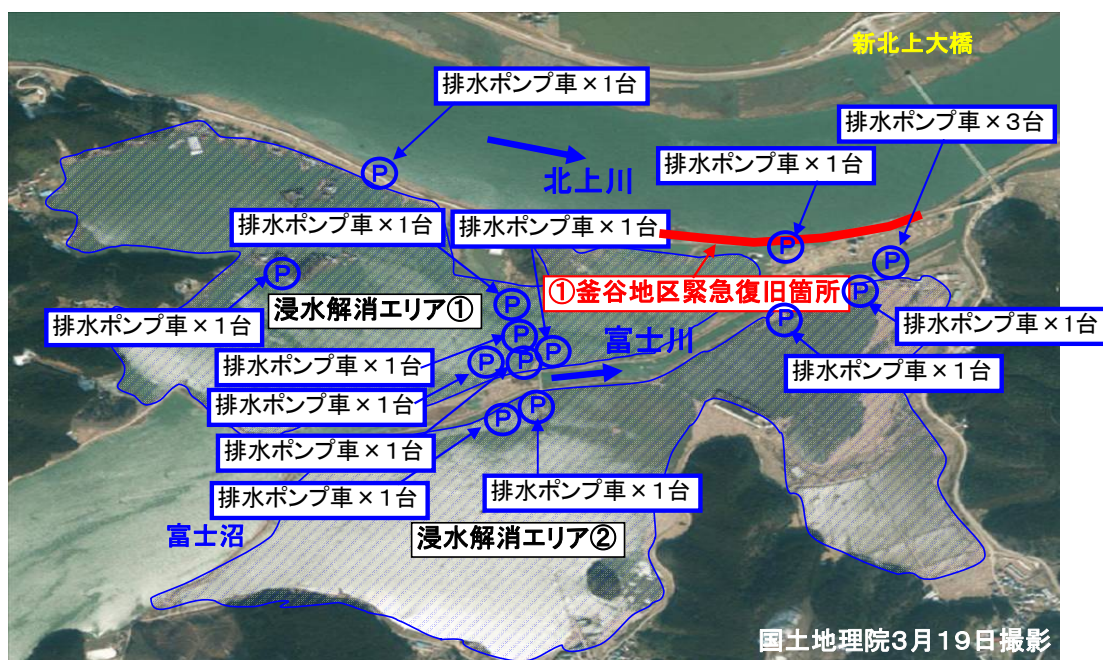 新北上大橋
排水ポンプ車×1台
排水ポンプ車×3台
排水ポンプ車×1台
北上川
排水ポンプ車×1台
排水ポンプ車×1台
P
P
P
P
P
①釜谷地区緊急復旧箇所
P
浸水解消エリア①
P
排水ポンプ車×1台
P
排水ポンプ車×1台
富士川
P
P
P
P
排水ポンプ車×1台
排水ポンプ車×1台
排水ポンプ車×1台
P
P
排水ポンプ車×1台
排水ポンプ車×1台
排水ポンプ車×1台
富士沼
浸水解消エリア②
国土地理院3月19日撮影